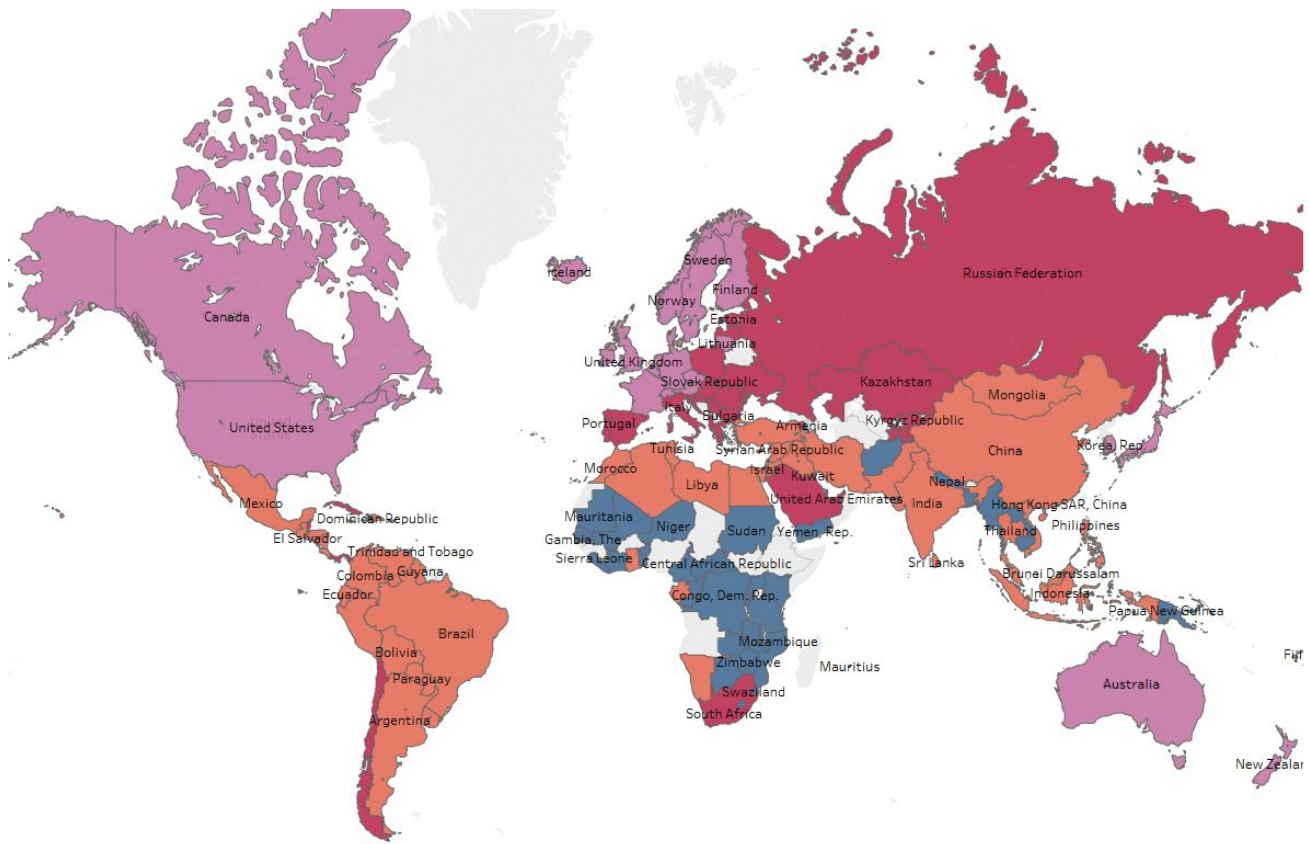 Iceland
Sweden
Finland
Norway
Russian Federation
Canada
Estonia
Lithuania
United Kingdom
Slovak Republic
Kazakhstan
Mongolia
Italy
Bulgaria
Kyrgyz Republic
Portugal
United States
United States
Armenia
Tunisia
Syrian Arab Republic
Korea, Rep.
China
Morocco
Israel
Kuwait
Libya
Nepal
Mexico
United Arab Emirates
India
Hong Kong SAR, China
Dominican Republic
Mauritania
Niger
Sudan
Yemen, Rep.
Thailand
Philippines
El Salvador
Gambia, The
Trinidad and Tobago
Sierra Leone
Central African Republic
Sri Lanka
Colombia
Guyana
Brunei Darussalam
Ecuador
Congo, Dem. Rep.
Indonesia
Papua New Guinea
Brazil
Mozambique
Bolivia
Zimbabwe
Mauritius
Paraguay
Swaziland
Australia
Argentina
South Africa
New Zealan